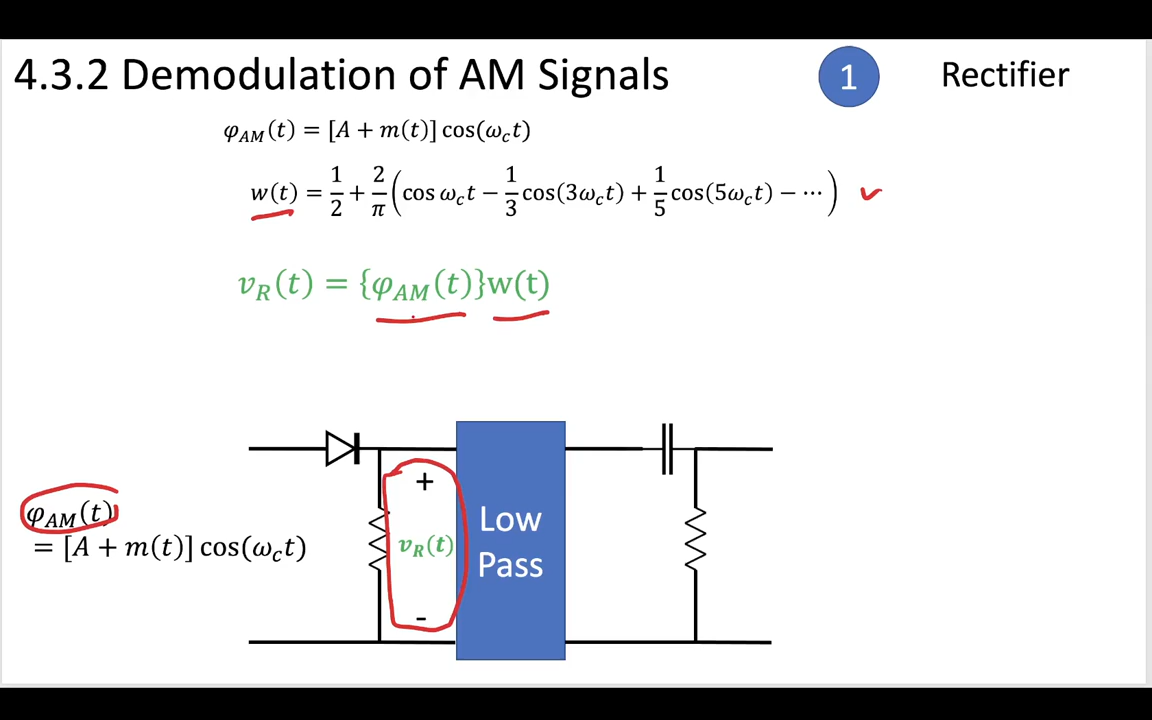 4.3.2 Demodulation of AM Signals
1
Rectifier
φ_AM(t) = [A + m(t)] cos(ω_c t)
w(t) = 1/2 + 2/π (cos ω_c t − 1/3 cos(3ω_c t) + 1/5 cos(5ω_c t) − ⋯)
v_R(t) = {φ_AM(t)}w(t)
+
φ_AM(t)
= [A + m(t)] cos(ω_c t)
v_R(t)
-
Low
Pass